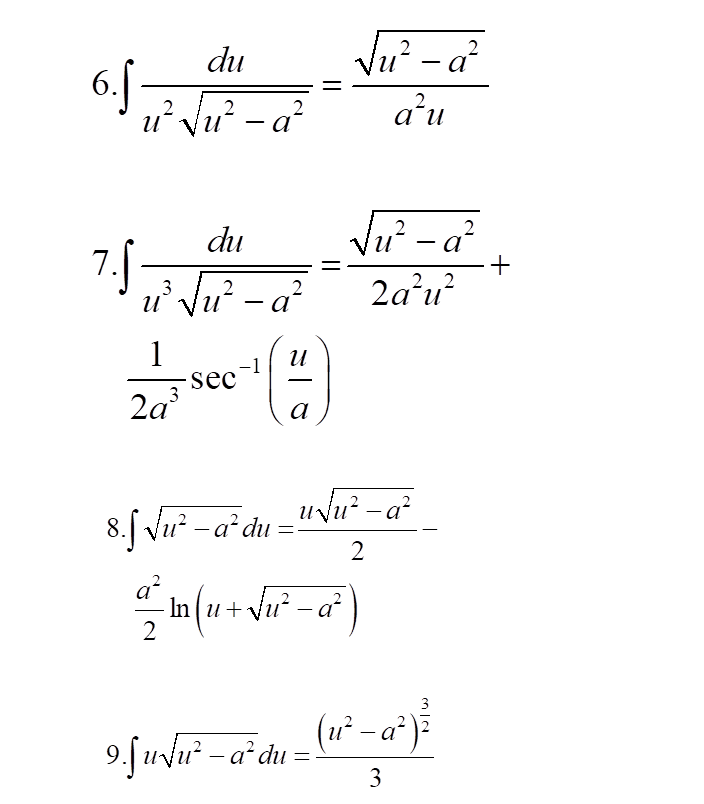 6. ∫ du / (u² √(u² − a²)) = √(u² − a²) / (a²u)
7. ∫ du / (u³ √(u² − a²)) = √(u² − a²) / (2a²u²) +
1 / (2a³) sec⁻¹(u / a)
8. ∫ √(u² − a²) du = u√(u² − a²) / 2 −
a² / 2 ln(u + √(u² − a²))
9. ∫ u√(u² − a²) du = (u² − a²)^(3/2) / 3